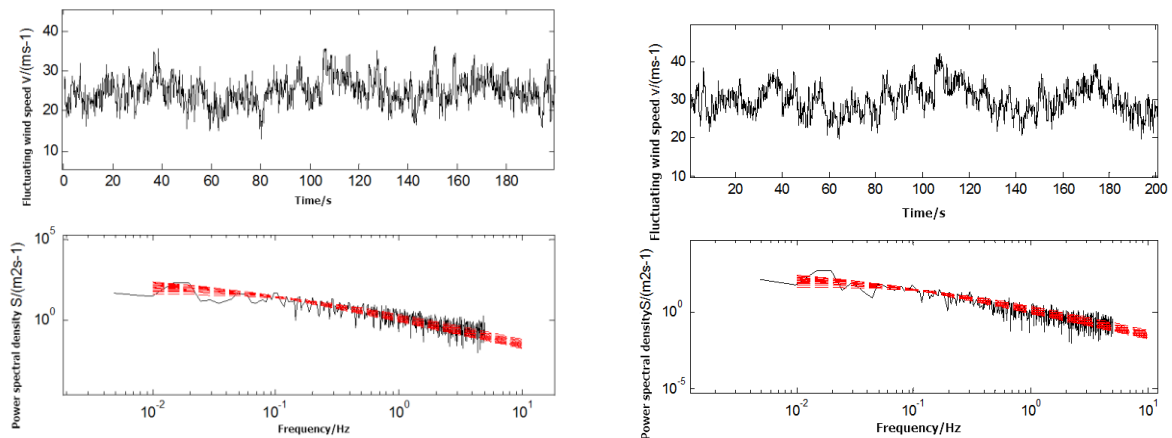 Fluctuating wind speed v/(ms-1)
40
30
20
10
0 20 40 60 80 100 120 140 160 180
Time/s
Power spectral density S/(m2s-1)
10^5
10^0
10^-2 10^-1 10^0 10^1
Frequency/Hz
Fluctuating wind speed v/(ms-1)
40
30
20
10
20 40 60 80 100 120 140 160 180 200
Time/s
Power spectral densityS/(m2s-1)
10^0
10^-5
10^-2 10^-1 10^0 10^1
Frequency/Hz